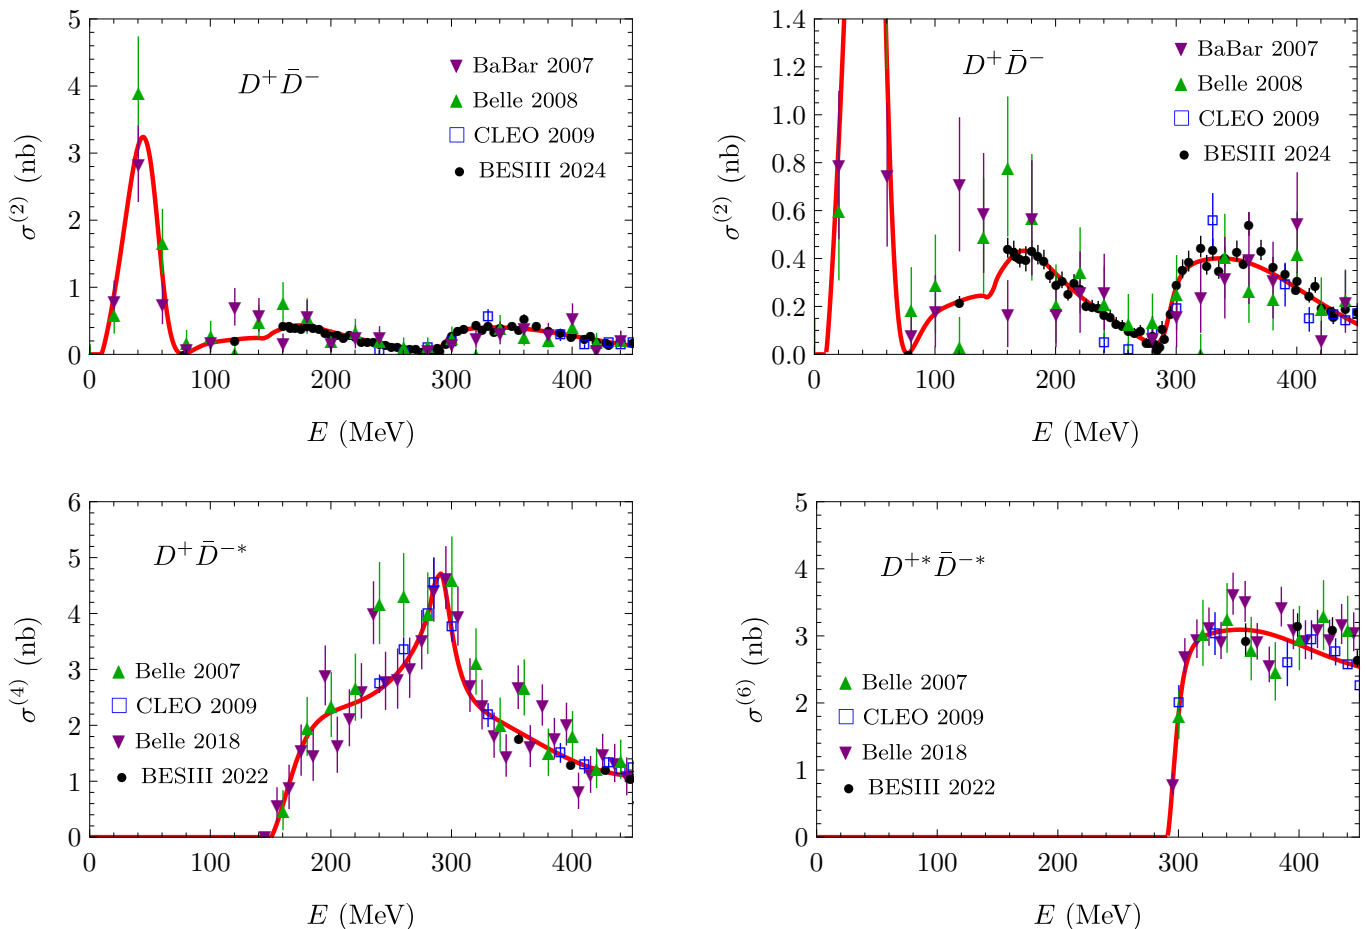 D⁺D̄⁻
BaBar 2007
Belle 2008
CLEO 2009
BESIII 2024
σ⁽²⁾ (nb)
5
4
3
2
1
0
0 100 200 300 400
E (MeV)
D⁺D̄⁻
BaBar 2007
Belle 2008
CLEO 2009
BESIII 2024
σ⁽²⁾ (nb)
1.4
1.2
1.0
0.8
0.6
0.4
0.2
0.0
0 100 200 300 400
E (MeV)
D⁺D̄⁻*
Belle 2007
CLEO 2009
Belle 2018
BESIII 2022
σ⁽⁴⁾ (nb)
6
5
4
3
2
1
0
0 100 200 300 400
E (MeV)
D⁺*D̄⁻*
Belle 2007
CLEO 2009
Belle 2018
BESIII 2022
σ⁽⁶⁾ (nb)
5
4
3
2
1
0
0 100 200 300 400
E (MeV)